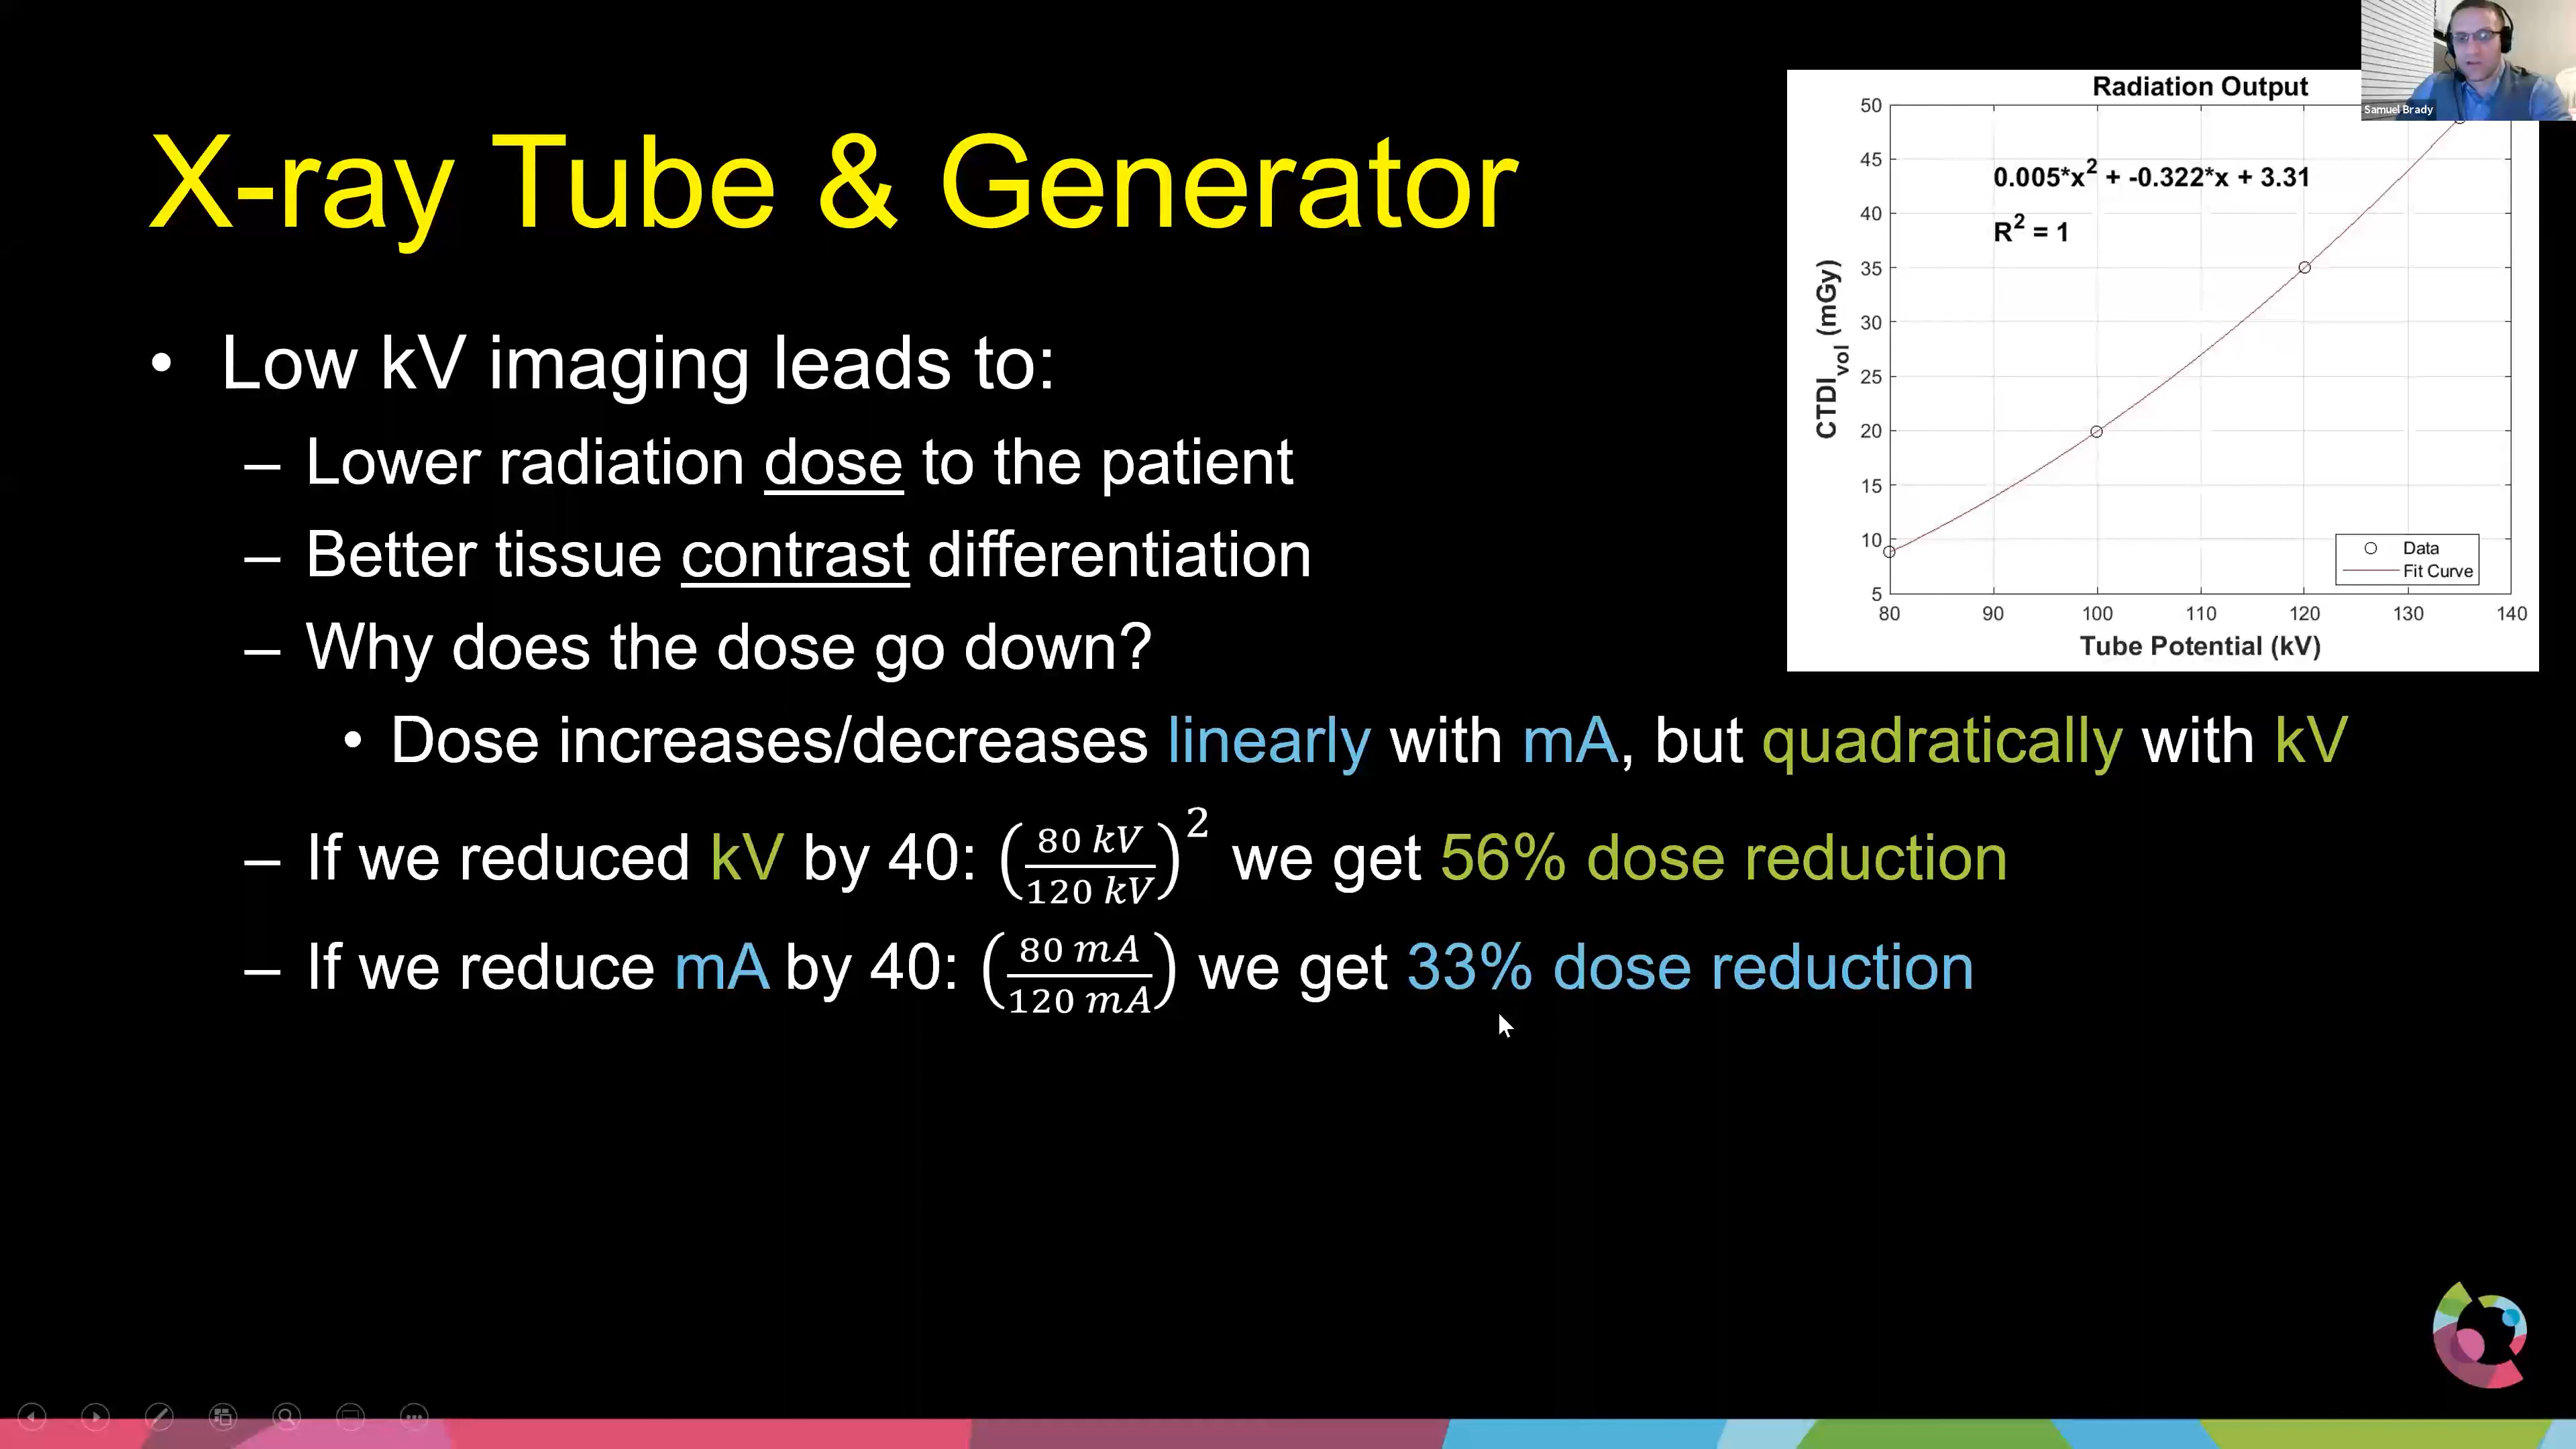 X-ray Tube & Generator
• Low kV imaging leads to:
– Lower radiation dose to the patient
– Better tissue contrast differentiation
– Why does the dose go down?
• Dose increases/decreases linearly with mA, but quadratically with kV
– If we reduced kV by 40: (80 kV / 120 kV)² we get 56% dose reduction
– If we reduce mA by 40: (80 mA / 120 mA) we get 33% dose reduction
Radiation Output
0.005*x² + -0.322*x + 3.31
R² = 1
CTDIvol (mGy)
50
45
40
35
30
25
20
15
10
5
80 90 100 110 120 130 140
Tube Potential (kV)
Data
Fit Curve
Samuel Brady